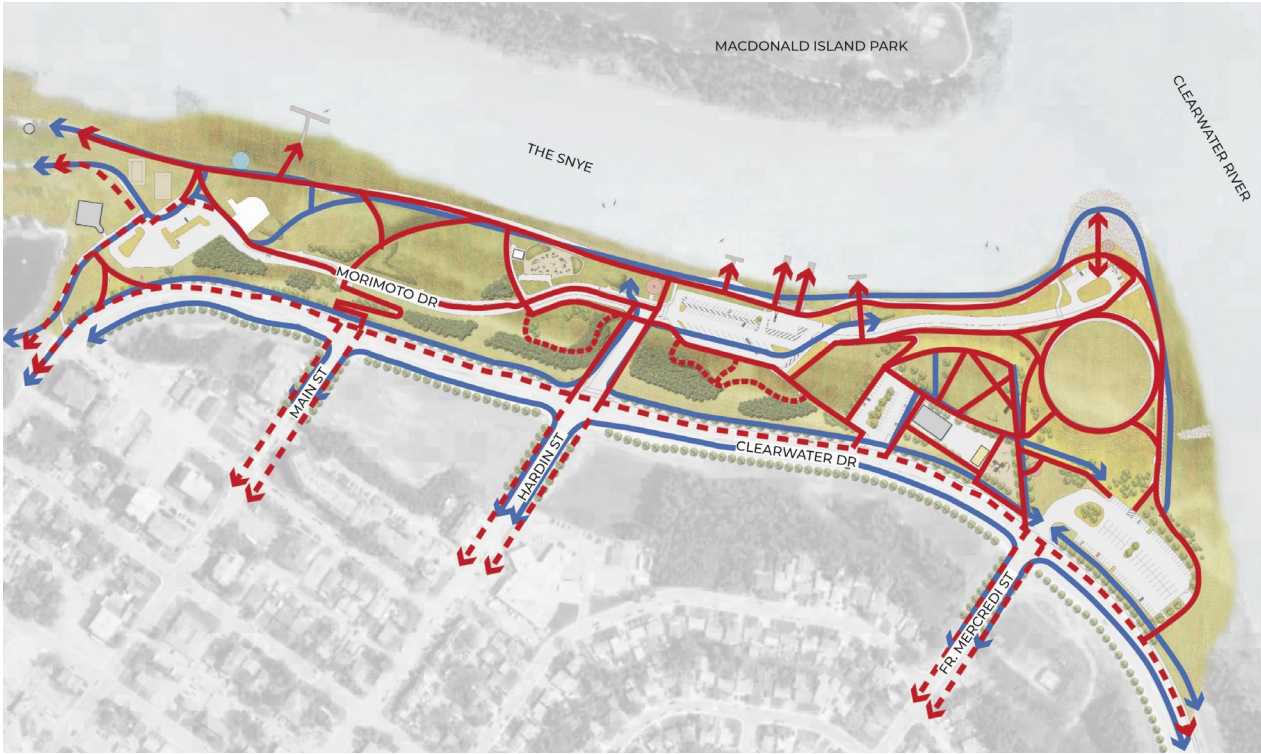 MACDONALD ISLAND PARK
CLEARWATER RIVER
THE SNYE
MORIMOTO DR
MAIN ST
HARDIN ST
CLEARWATER DR
FR. MERCREDI ST